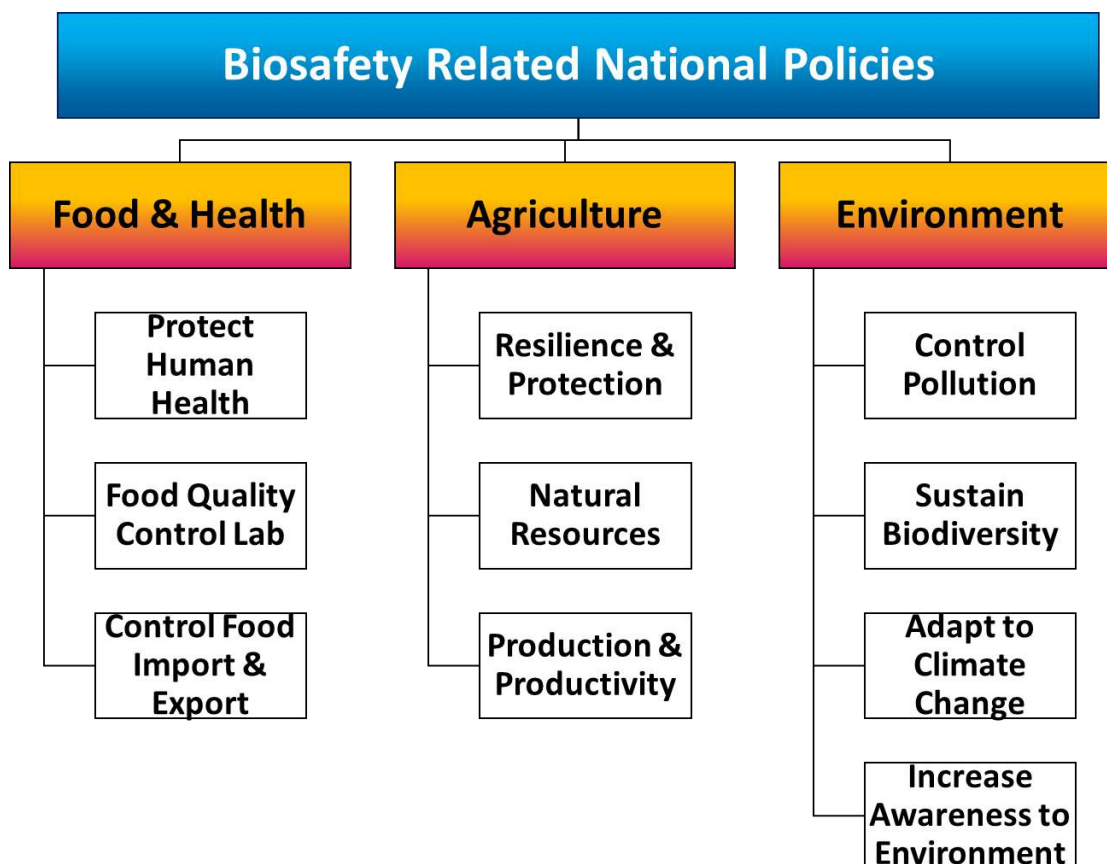 Biosafety Related National Policies
Food & Health
Protect
Human
Health
Food Quality
Control Lab
Control Food
Import &
Export
Agriculture
Resilience &
Protection
Natural
Resources
Production &
Productivity
Environment
Control
Pollution
Sustain
Biodiversity
Adapt to
Climate
Change
Increase
Awareness to
Environment